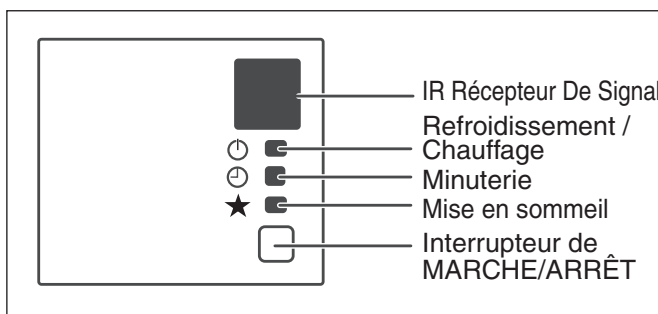 IR Récepteur De Signal
Refroidissement /
Chauffage
Minuterie
Mise en sommeil
Interrupteur de
MARCHE/ARRÊT